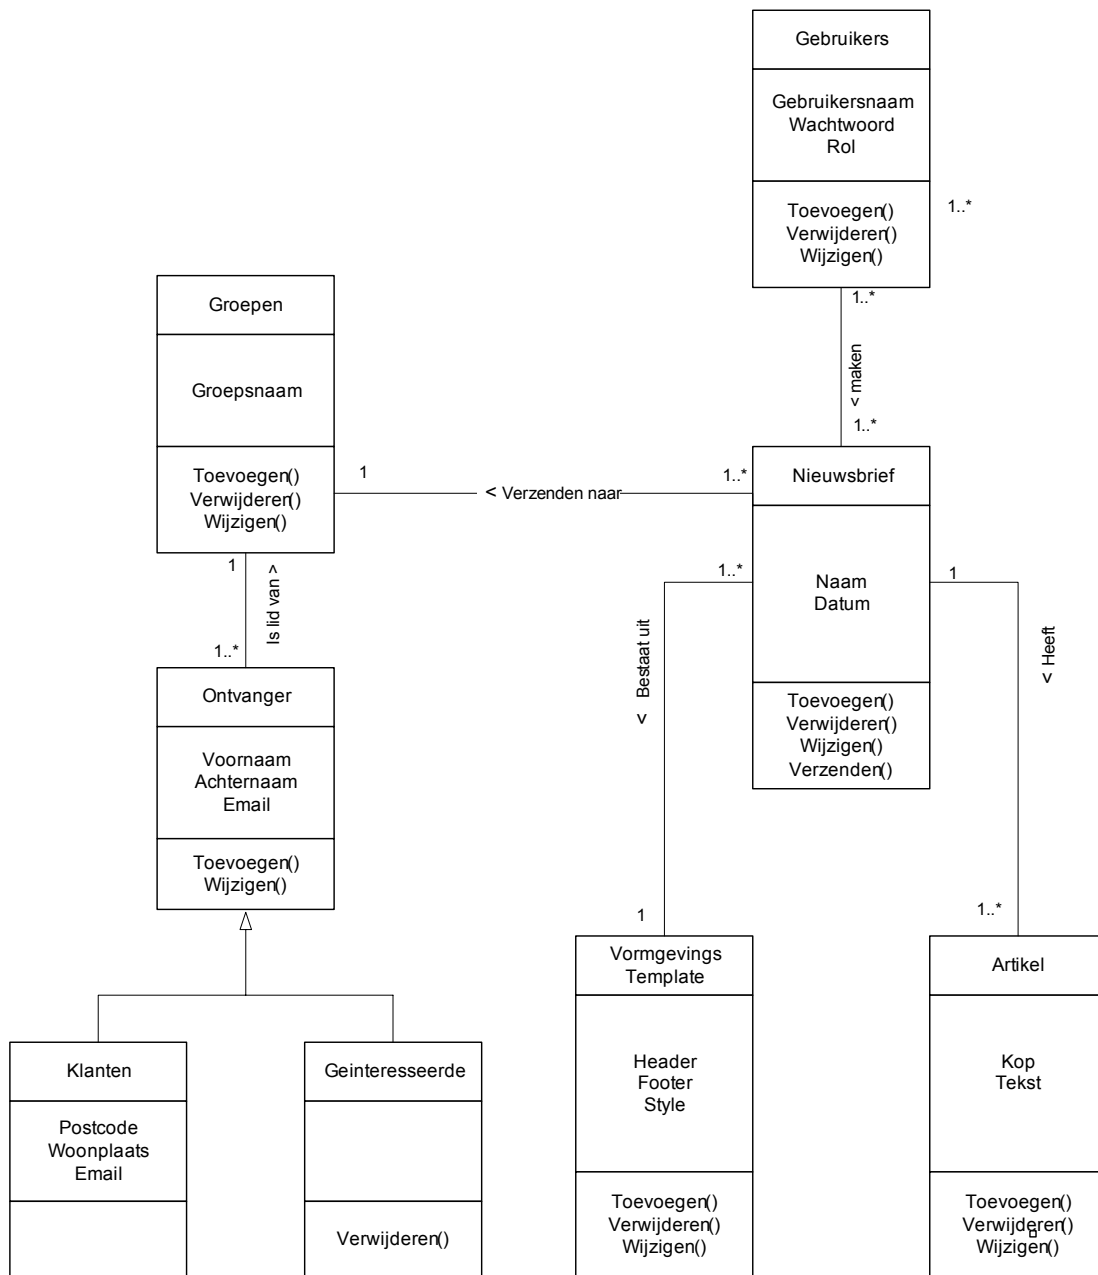 Gebruikers
Gebruikersnaam
Wachtwoord
Rol
Toevoegen()
Verwijderen()
Wijzigen()
1..*
1..*
< maken
1..*
Groepen
Groepsnaam
Toevoegen()
Verwijderen()
Wijzigen()
1
< Verzenden naar
1..*
Nieuwsbrief
Naam
Datum
Toevoegen()
Verwijderen()
Wijzigen()
Verzenden()
1
Is lid van >
1..*
Ontvanger
Voornaam
Achternaam
Email
Toevoegen()
Wijzigen()
1..*
< Bestaat uit
1
1
< Heeft
1..*
Klanten
Postcode
Woonplaats
Email
Geinteresseerde
Verwijderen()
Vormgevings
Template
Header
Footer
Style
Toevoegen()
Verwijderen()
Wijzigen()
Artikel
Kop
Tekst
Toevoegen()
Verwijderen()
Wijzigen()